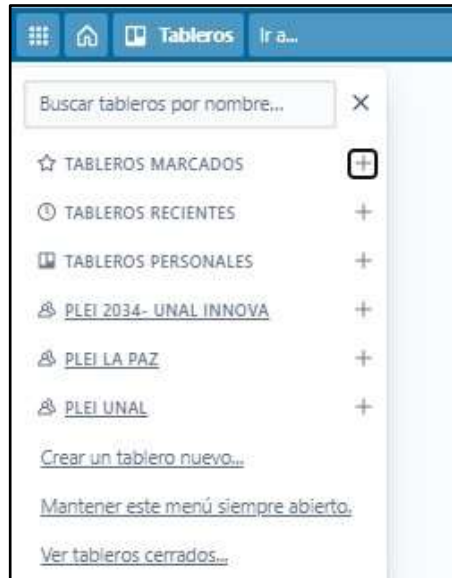 Tableros Ir a...
Buscar tableros por nombre...
TABLEROS MARCADOS
TABLEROS RECIENTES
TABLEROS PERSONALES
PLEI 2034- UNAL INNOVA
PLEI LA PAZ
PLEI UNAL
Crear un tablero nuevo...
Mantener este menú siempre abierto.
Ver tableros cerrados...